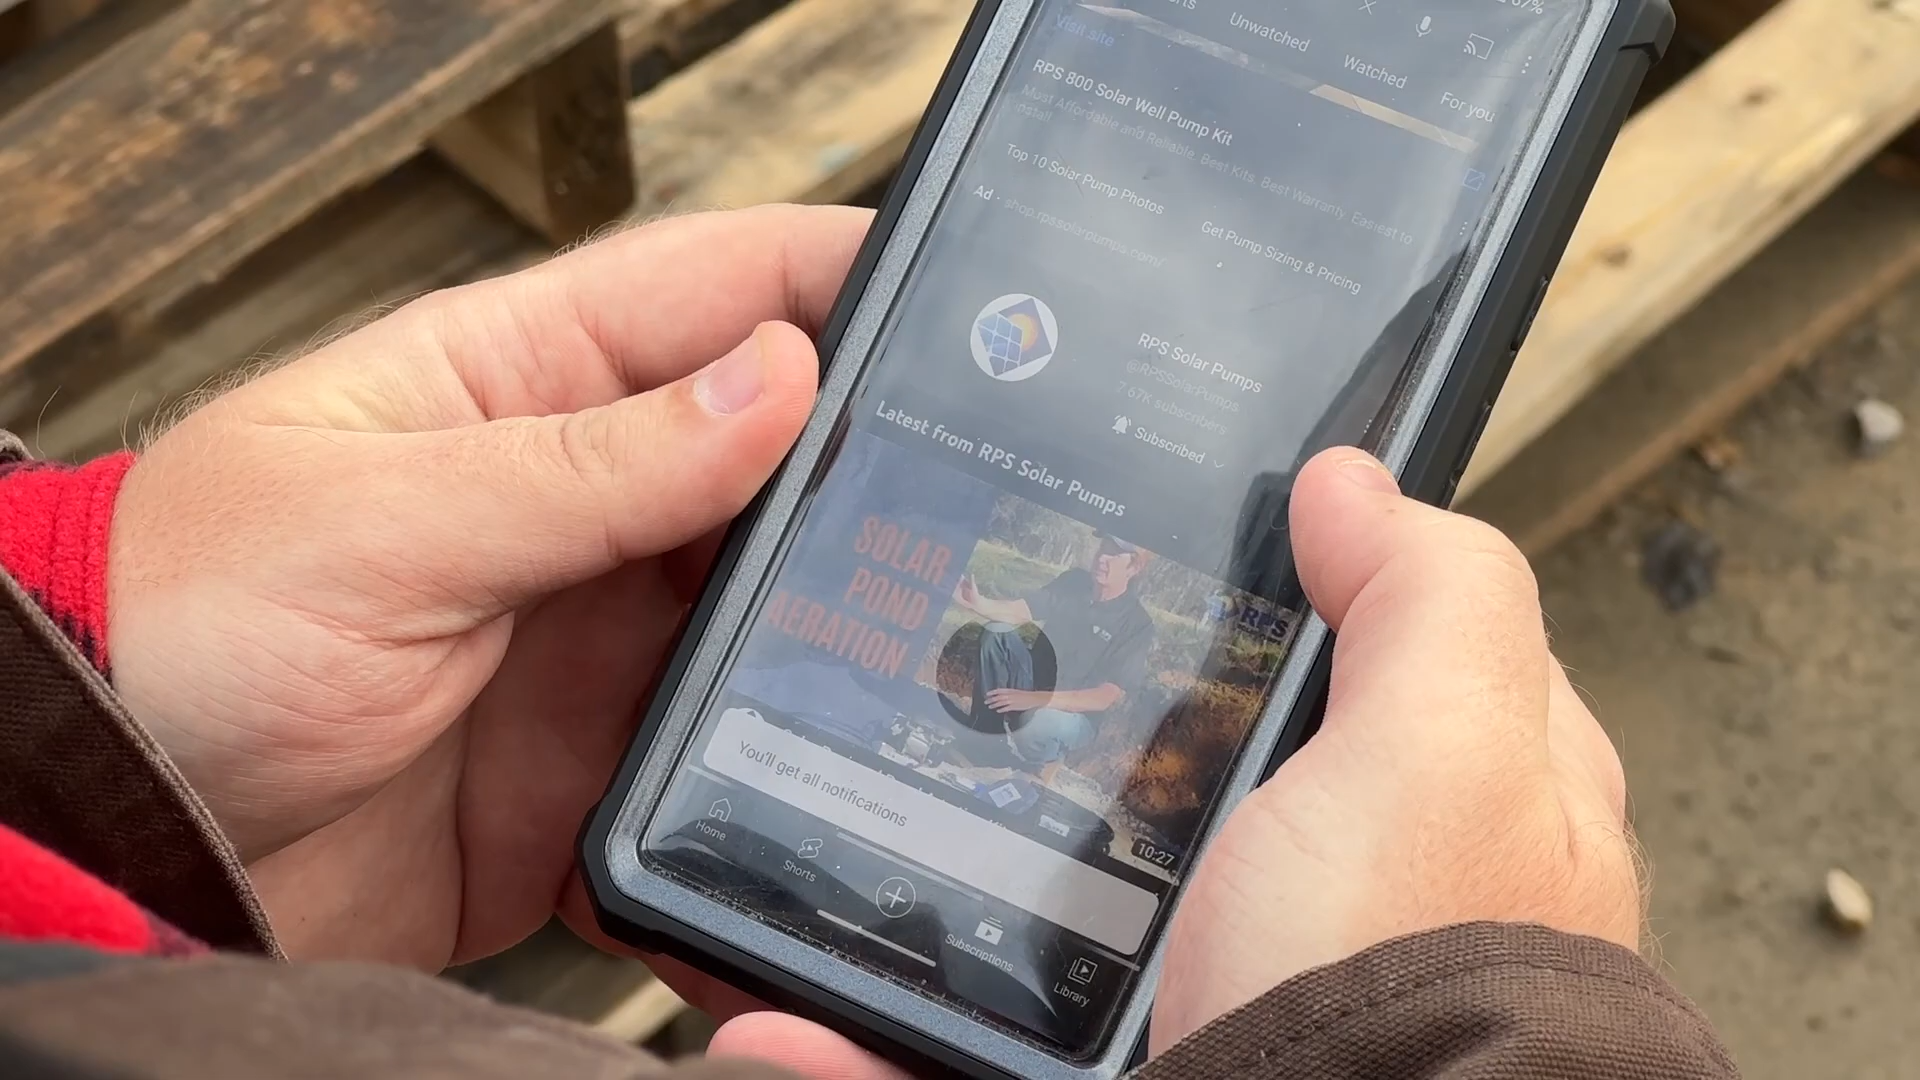 87%
Unwatched
Watched
For you
Visit site
RPS 800 Solar Well Pump Kit
Most Affordable and Reliable. Best Kits. Best Warranty. Easiest to
install
Top 10 Solar Pump Photos
Get Pump Sizing & Pricing
Ad · shop.rpssolarpumps.com/
RPS Solar Pumps
@RPSSolarPumps
7.67K subscribers
Subscribed
Latest from RPS Solar Pumps
SOLAR
POND
AERATION
RPS
10:27
You'll get all notifications
Home
Shorts
Subscriptions
Library